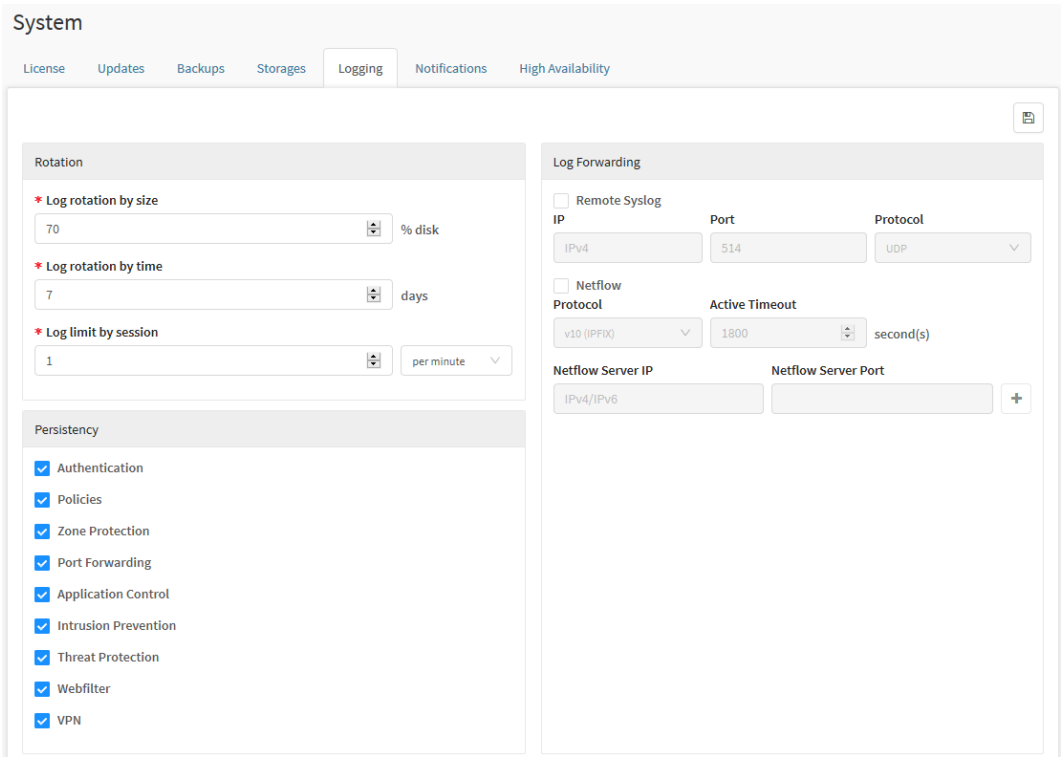 System
License Updates Backups Storages Logging Notifications High Availability
Rotation
* Log rotation by size
70 % disk
* Log rotation by time
7 days
* Log limit by session
1 per minute
Persistency
Authentication
Policies
Zone Protection
Port Forwarding
Application Control
Intrusion Prevention
Threat Protection
Webfilter
VPN
Log Forwarding
Remote Syslog
IP Port Protocol
IPv4 514 UDP
Netflow
Protocol Active Timeout
v10 (IPFIX) 1800 second(s)
Netflow Server IP Netflow Server Port
IPv4/IPv6 +